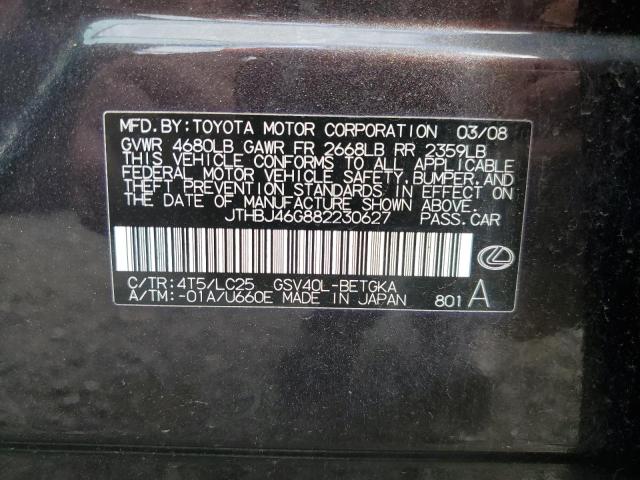 MFD.BY:TOYOTA MOTOR CORPORATION 03/08
GVWR 4680LB GAWR FR 2668LB RR 2359LB
THIS VEHICLE CONFORMS TO ALL APPLICABLE
FEDERAL MOTOR VEHICLE SAFETY, BUMPER, AND
THEFT PREVENTION STANDARDS IN EFFECT ON
THE DATE OF MANUFACTURE SHOWN ABOVE.
JTHBJ46G882230627 PASS.CAR
C/TR:4T5/LC25 GSV40L-BETGKA
A/TM:-01A/U660E MADE IN JAPAN 801 A